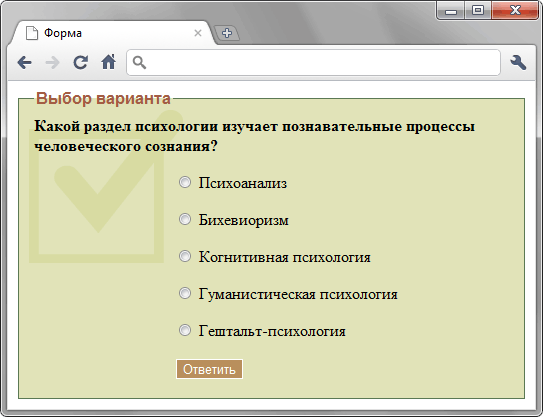 Форма
Выбор варианта
Какой раздел психологии изучает познавательные процессы
человеческого сознания?
Психоанализ
Бихевиоризм
Когнитивная психология
Гуманистическая психология
Гештальт-психология
Ответить